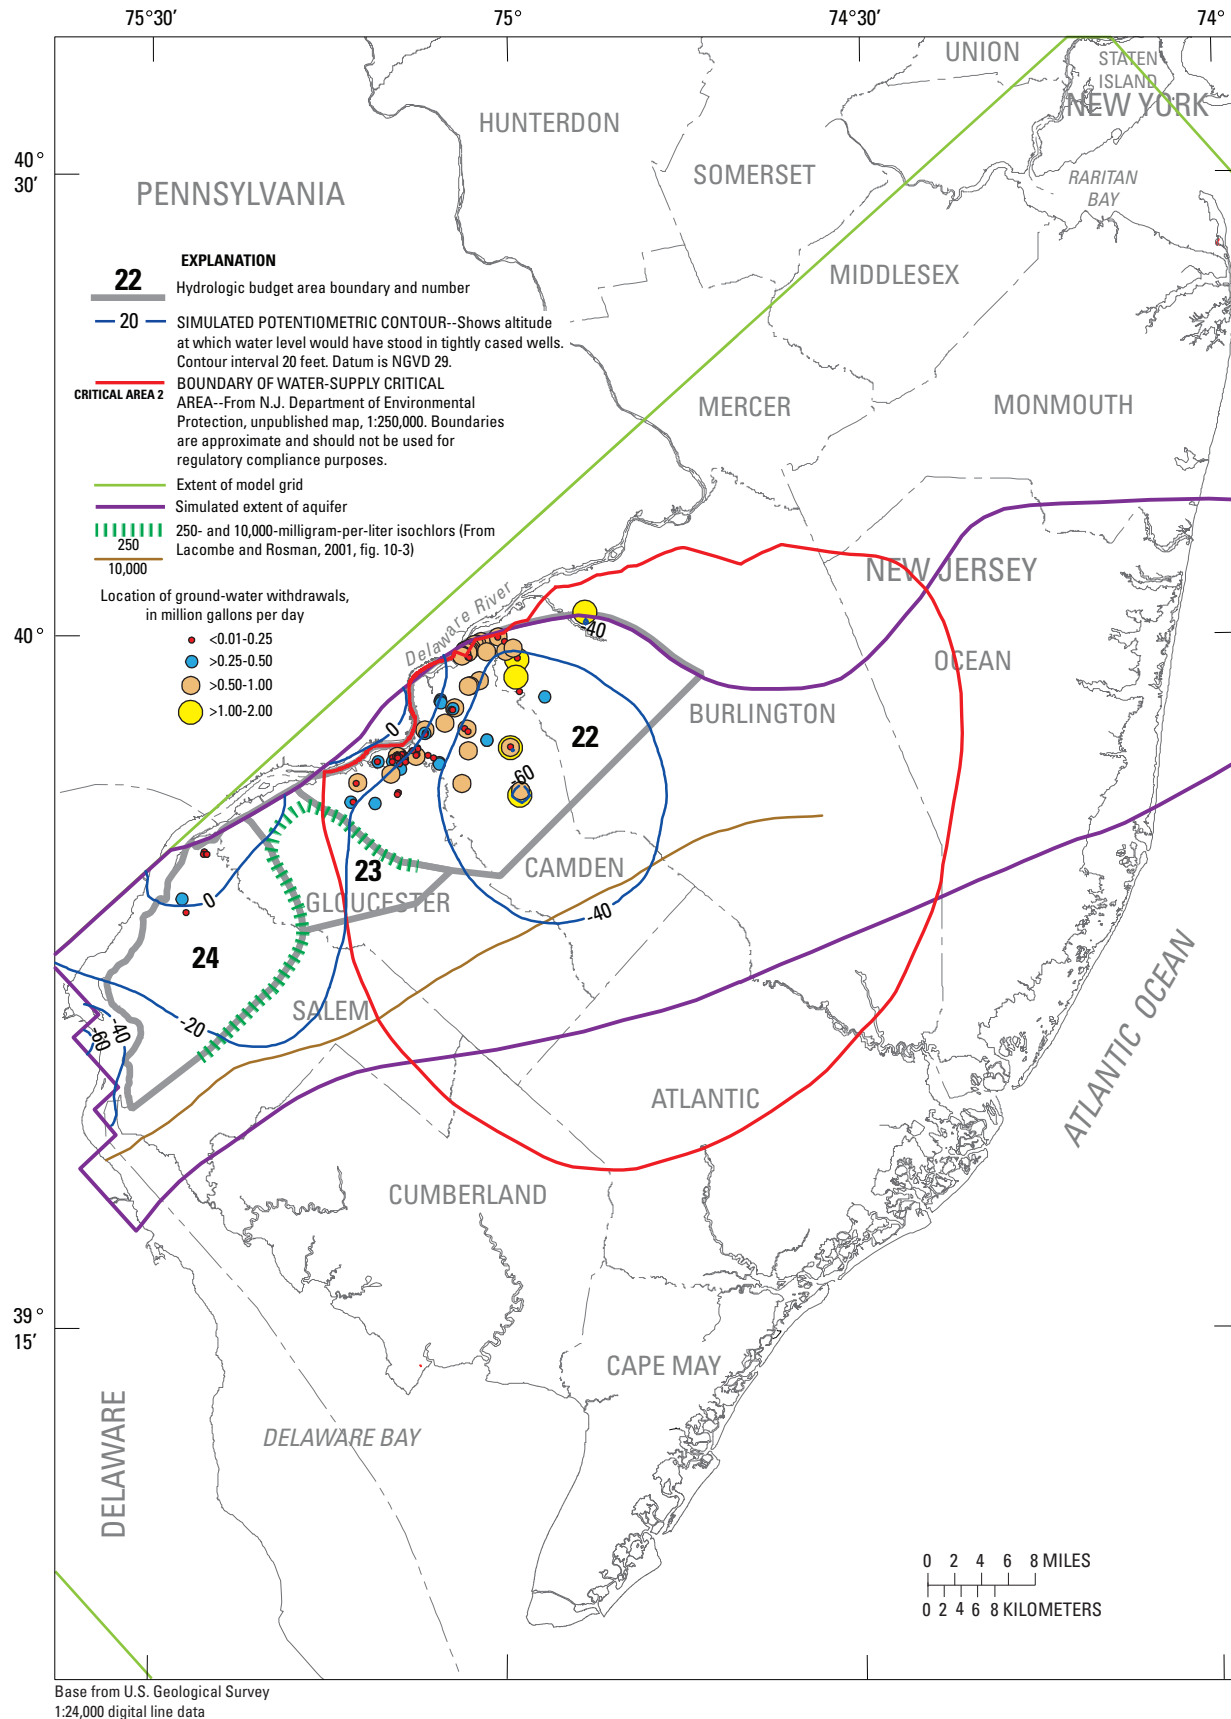 75°30′ 75° 74°30′ 74°
UNION
STATEN
ISLAND
NEW YORK
HUNTERDON
40°
30′
SOMERSET
RARITAN
BAY
PENNSYLVANIA
EXPLANATION
22
Hydrologic budget area boundary and number
MIDDLESEX
20
SIMULATED POTENTIOMETRIC CONTOUR--Shows altitude
at which water level would have stood in tightly cased wells.
Contour interval 20 feet. Datum is NGVD 29.
CRITICAL AREA 2
BOUNDARY OF WATER-SUPPLY CRITICAL
AREA--From N.J. Department of Environmental
Protection, unpublished map, 1:250,000. Boundaries
are approximate and should not be used for
regulatory compliance purposes.
MERCER
MONMOUTH
Extent of model grid
Simulated extent of aquifer
250
250- and 10,000-milligram-per-liter isochlors (From
Lacombe and Rosman, 2001, fig. 10-3)
10,000
NEW JERSEY
Location of ground-water withdrawals,
in million gallons per day
<0.01-0.25
>0.25-0.50
>0.50-1.00
>1.00-2.00
Delaware River
40°
-40
OCEAN
BURLINGTON
0
22
-60
CAMDEN
23
GLOUCESTER
0
-40
24
SALEM
-20
-40
-60
ATLANTIC OCEAN
ATLANTIC
CUMBERLAND
39°
15′
CAPE MAY
DELAWARE
DELAWARE BAY
0 2 4 6 8 MILES
0 2 4 6 8 KILOMETERS
Base from U.S. Geological Survey
1:24,000 digital line data